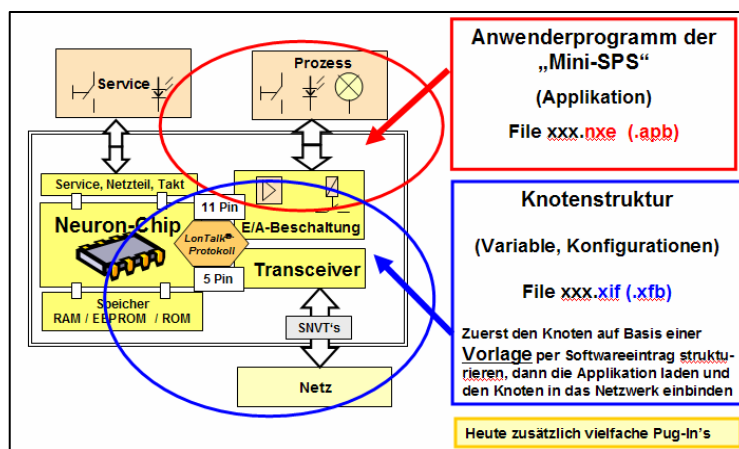 Service
Prozess
Service, Netzteil, Takt
Neuron-Chip
11 Pin
E/A-Beschaltung
LonTalk®-
Protokoll
5 Pin
Transceiver
Speicher
RAM / EEPROM / ROM
SNVT's
Netz
Anwenderprogramm der
„Mini-SPS“
(Applikation)
File xxx.nxe (.apb)
Knotenstruktur
(Variable, Konfigurationen)
File xxx.xif (.xfb)
Zuerst den Knoten auf Basis einer
Vorlage per Softwareeintrag struktu-
rieren, dann die Applikation laden und
den Knoten in das Netzwerk einbinden
Heute zusätzlich vielfache Pug-In's